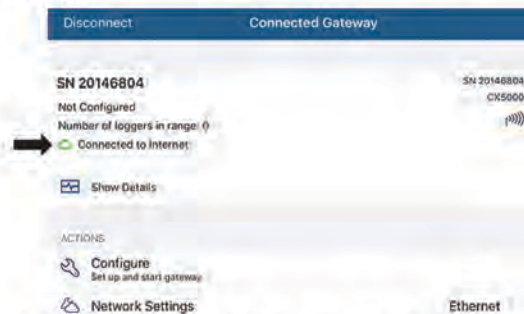 Disconnect Connected Gateway
SN 20146804 SN 20146804
Not Configured CX5000
Number of loggers in range: 0
Connected to Internet
Show Details
ACTIONS
Configure
Set up and start gateway
Network Settings Ethernet